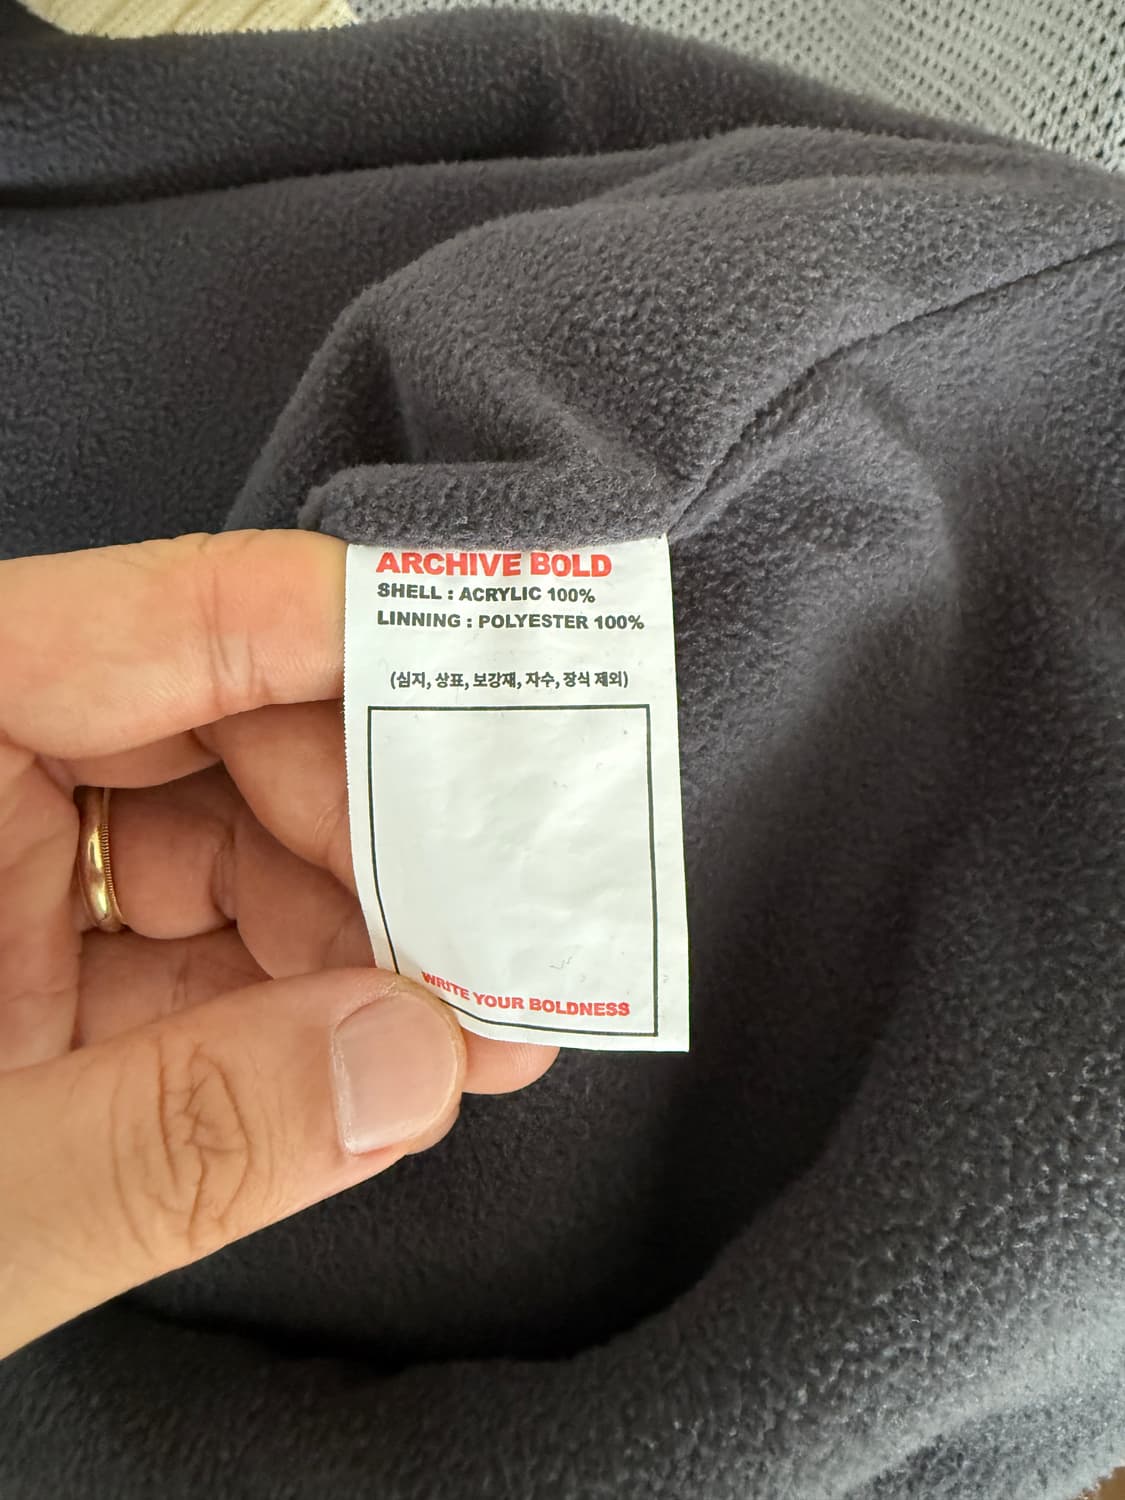 ARCHIVE BOLD
SHELL : ACRYLIC 100%
LINNING : POLYESTER 100%
(심지, 상표, 보강재, 자수, 장식 제외)
WRITE YOUR BOLDNESS